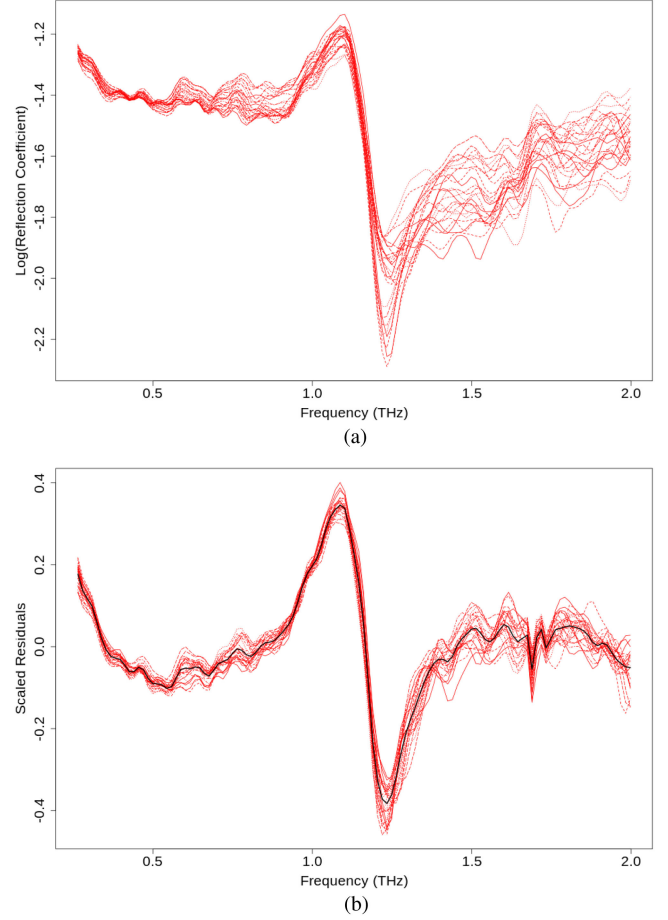 -1.2
-1.4
-1.6
-1.8
-2.0
-2.2
Log(Reflection Coefficient)
0.5 1.0 1.5 2.0
Frequency (THz)
(a)
0.4
0.2
0.0
-0.2
-0.4
Scaled Residuals
0.5 1.0 1.5 2.0
Frequency (THz)
(b)